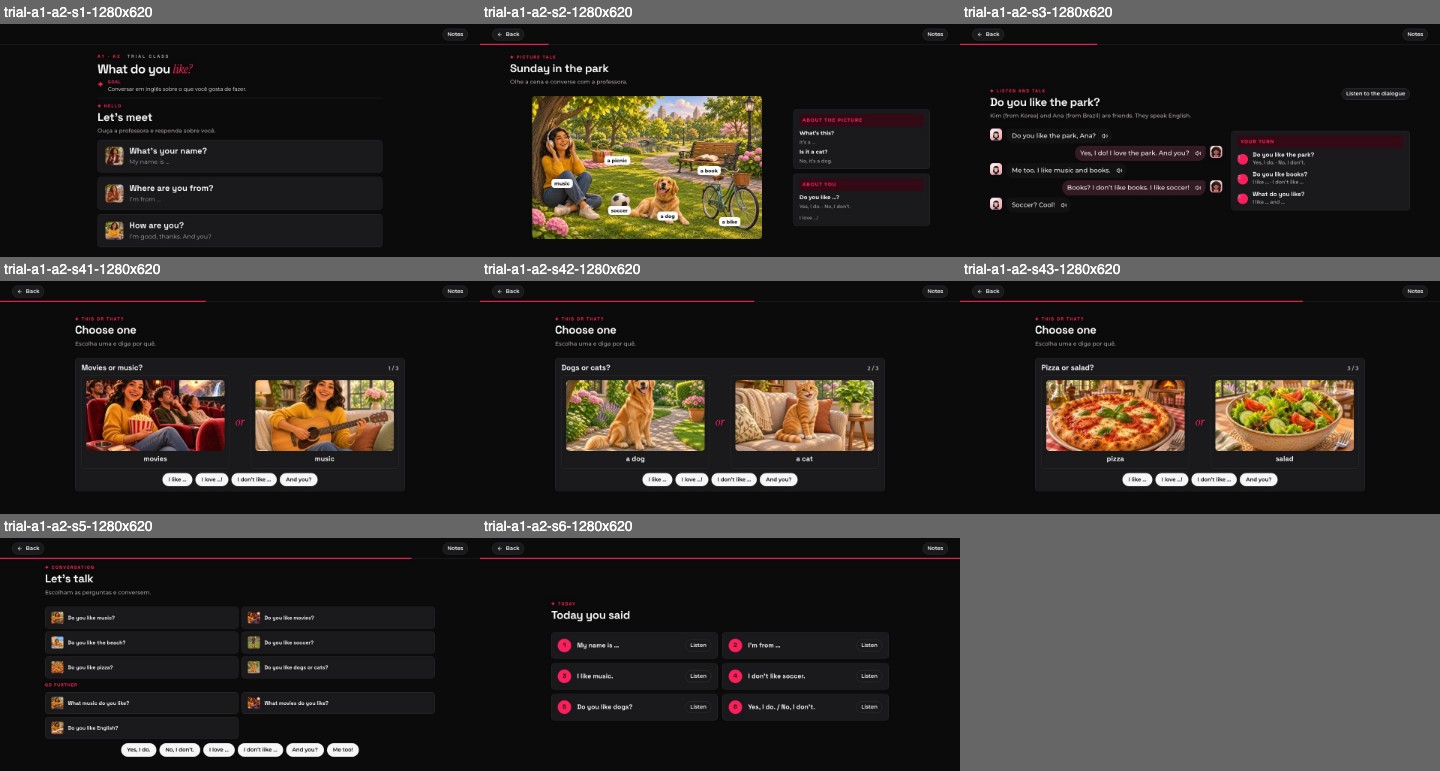 trial-a1-a2-s1-1280x620
Notes
A1 - A2 TRIAL CLASS
What do you like?
GOAL
Conversar em inglês sobre o que você gosta de fazer.
HELLO
Let's meet
Ouça a professora e responda sobre você.
What's your name?
My name is ...
Where are you from?
I'm from ...
How are you?
I'm good, thanks. And you?
trial-a1-a2-s2-1280x620
← Back
Notes
PICTURE TALK
Sunday in the park
Olhe a cena e converse com a professora.
a picnic
a book
music
soccer
a dog
a bike
ABOUT THE PICTURE
What's this?
It's a ...
Is it a cat?
No, it's a dog.
ABOUT YOU
Do you like ...?
Yes, I do. · No, I don't.
I love ...!
trial-a1-a2-s3-1280x620
← Back
Notes
LISTEN AND TALK
Do you like the park?
Kim (from Korea) and Ana (from Brazil) are friends. They speak English.
Listen to the dialogue
Do you like the park, Ana?
Yes, I do! I love the park. And you?
Me too. I like music and books.
Books? I don't like books. I like soccer!
Soccer? Cool!
YOUR TURN
Do you like the park?
Yes, I do. · No, I don't.
Do you like books?
I like ... · I don't like ...
What do you like?
I like ... and ...
trial-a1-a2-s41-1280x620
← Back
Notes
THIS OR THAT?
Choose one
Escolha uma e diga por quê.
Movies or music?
1 / 3
movies
or
music
I like ...
I love ...!
I don't like ...
And you?
trial-a1-a2-s42-1280x620
← Back
Notes
THIS OR THAT?
Choose one
Escolha uma e diga por quê.
Dogs or cats?
2 / 3
a dog
or
a cat
I like ...
I love ...!
I don't like ...
And you?
trial-a1-a2-s43-1280x620
← Back
Notes
THIS OR THAT?
Choose one
Escolha uma e diga por quê.
Pizza or salad?
3 / 3
pizza
or
salad
I like ...
I love ...!
I don't like ...
And you?
trial-a1-a2-s5-1280x620
← Back
Notes
CONVERSATION
Let's talk
Escolham as perguntas e conversem.
Do you like music?
Do you like movies?
Do you like the beach?
Do you like soccer?
Do you like pizza?
Do you like dogs or cats?
GO FURTHER
What music do you like?
What movies do you like?
Do you like English?
Yes, I do.
No, I don't.
I love ...
I don't like ...
And you?
Me too!
trial-a1-a2-s6-1280x620
← Back
Notes
TODAY
Today you said
1 My name is ... Listen
2 I'm from ... Listen
3 I like music. Listen
4 I don't like soccer. Listen
5 Do you like dogs? Listen
6 Yes, I do. / No, I don't. Listen